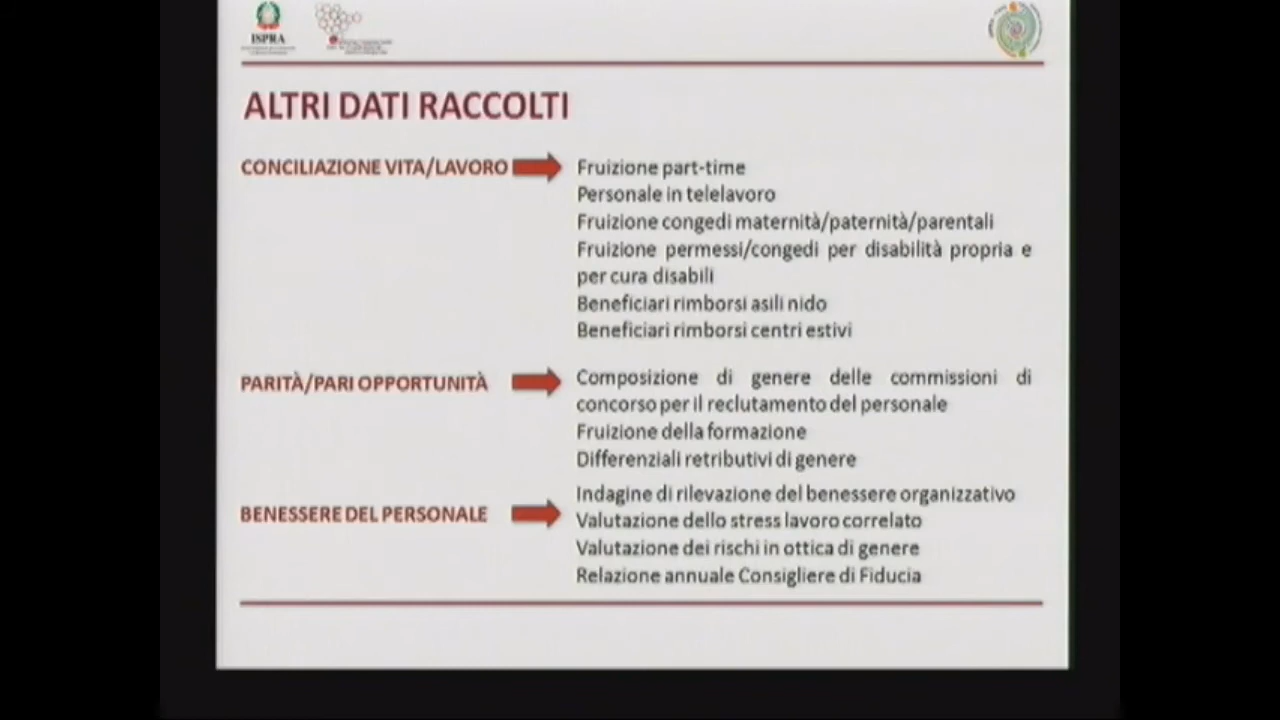 ISPRA
ALTRI DATI RACCOLTI
CONCILIAZIONE VITA/LAVORO
Fruizione part-time
Personale in telelavoro
Fruizione congedi maternità/paternità/parentali
Fruizione permessi/congedi per disabilità propria e
per cura disabili
Beneficiari rimborsi asili nido
Beneficiari rimborsi centri estivi
PARITÀ/PARI OPPORTUNITÀ
Composizione di genere delle commissioni di
concorso per il reclutamento del personale
Fruizione della formazione
Differenziali retributivi di genere
BENESSERE DEL PERSONALE
Indagine di rilevazione del benessere organizzativo
Valutazione dello stress lavoro correlato
Valutazione dei rischi in ottica di genere
Relazione annuale Consigliere di Fiducia